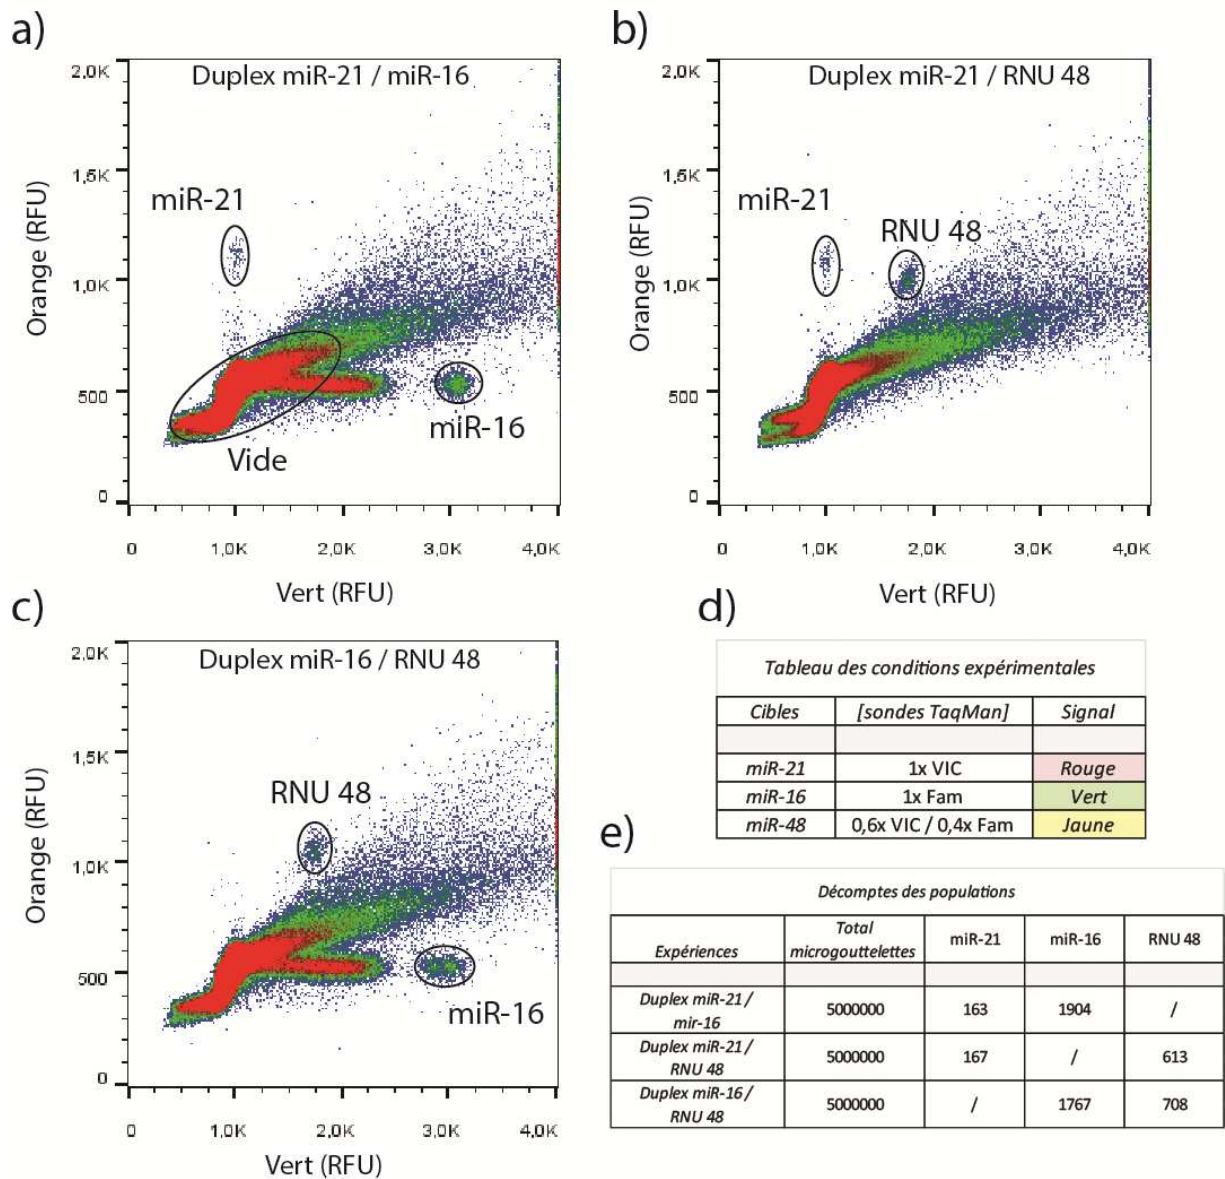 a)
Duplex miR-21 / miR-16
2,0K
1,5K
1,0K
500
0
Orange (RFU)
miR-21
miR-16
Vide
0 1,0K 2,0K 3,0K 4,0K
Vert (RFU)
b)
Duplex miR-21 / RNU 48
2,0K
1,5K
1,0K
500
0
Orange (RFU)
miR-21
RNU 48
0 1,0K 2,0K 3,0K 4,0K
Vert (RFU)
c)
Duplex miR-16 / RNU 48
2,0K
1,5K
1,0K
500
0
Orange (RFU)
RNU 48
miR-16
0 1,0K 2,0K 3,0K 4,0K
Vert (RFU)
d)
Tableau des conditions expérimentales
Cibles [sondes TaqMan] Signal
miR-21 1x VIC Rouge
miR-16 1x Fam Vert
miR-48 0,6x VIC / 0,4x Fam Jaune
e)
Décomptes des populations
Expériences Total microgouttelettes miR-21 miR-16 RNU 48
Duplex miR-21 /
mir-16 5000000 163 1904 /
Duplex miR-21 /
RNU 48 5000000 167 / 613
Duplex miR-16 /
RNU 48 5000000 / 1767 708